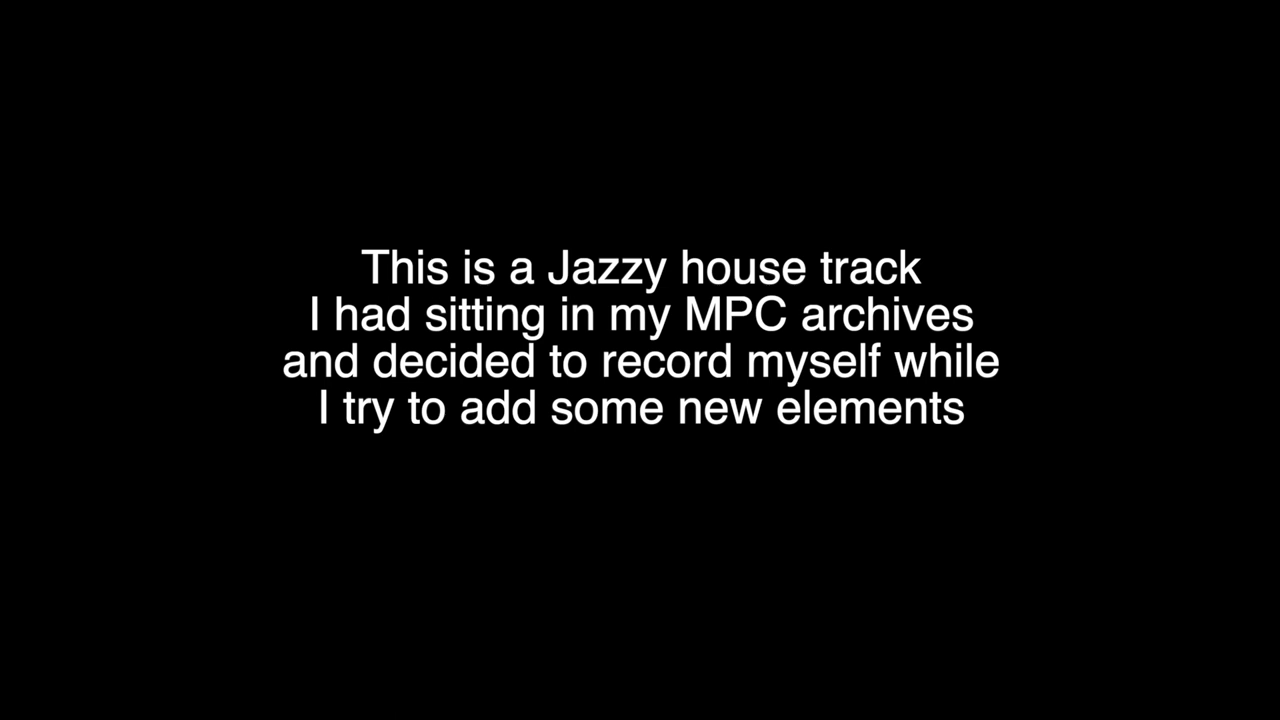 This is a Jazzy house track
I had sitting in my MPC archives
and decided to record myself while
I try to add some new elements